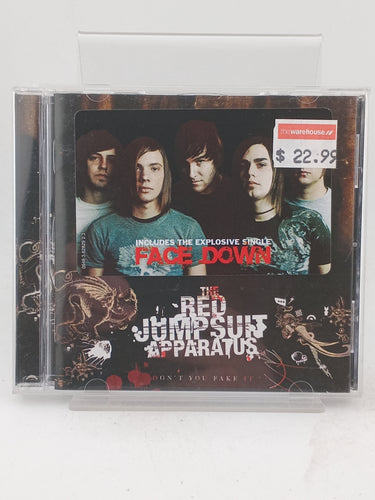 the warehouse
$ 22.99
INCLUDES THE EXPLOSIVE SINGLE
FACE DOWN
THE
RED
JUMPSUIT
APPARATUS
DON'T YOU FAKE IT